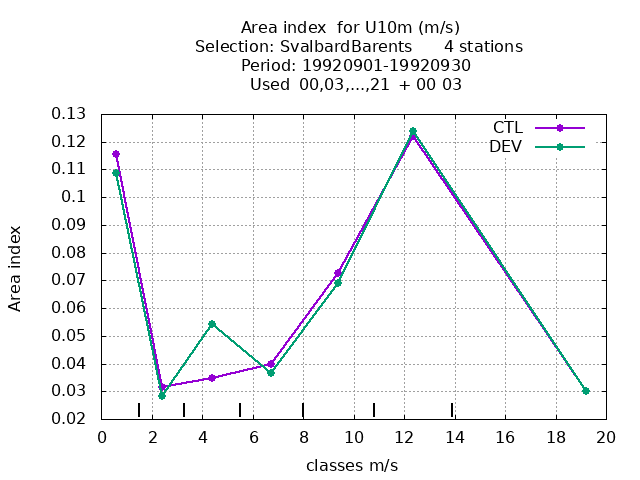 Area index  for U10m (m/s)
Selection: SvalbardBarents      4 stations
Period: 19920901-19920930
Used  00,03,...,21  + 00 03
CTL
DEV
0.13
0.12
0.11
0.1
0.09
0.08
0.07
0.06
0.05
0.04
0.03
0.02
Area index
0 2 4 6 8 10 12 14 16 18 20
classes m/s